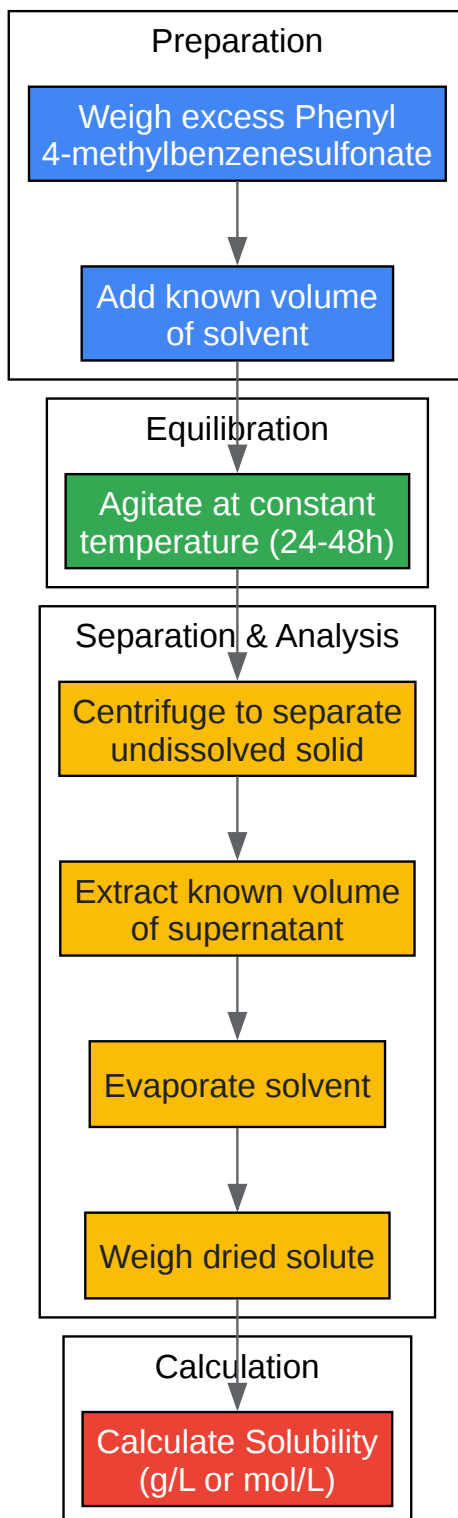 Preparation
Weigh excess Phenyl
4-methylbenzenesulfonate
Add known volume
of solvent
Equilibration
Agitate at constant
temperature (24-48h)
Separation & Analysis
Centrifuge to separate
undissolved solid
Extract known volume
of supernatant
Evaporate solvent
Weigh dried solute
Calculation
Calculate Solubility
(g/L or mol/L)